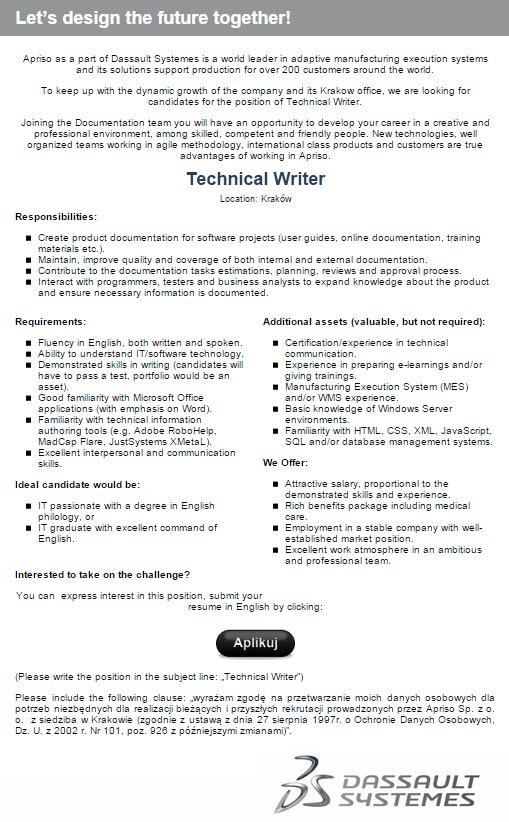 Let's design the future together!
Apriso as a part of Dassault Systemes is a world leader in adaptive manufacturing execution systems
and its solutions support production for over 200 customers around the world.
To keep up with the dynamic growth of the company and its Krakow office, we are looking for
candidates for the position of Technical Writer.
Joining the Documentation team you will have an opportunity to develop your career in a creative and
professional environment, among skilled, competent and friendly people. New technologies, well
organized teams working in agile methodology, international class products and customers are true
advantages of working in Apriso.
Technical Writer
Location: Kraków
Responsibilities:
Create product documentation for software projects (user guides, online documentation, training
materials etc.).
Maintain, improve quality and coverage of both internal and external documentation.
Contribute to the documentation tasks estimations, planning, reviews and approval process.
Interact with programmers, testers and business analysts to expand knowledge about the product
and ensure necessary information is documented.
Requirements:
Fluency in English, both written and spoken.
Ability to understand IT/software technology.
Demonstrated skills in writing (candidates will
have to pass a test, portfolio would be an
asset).
Good familiarity with Microsoft Office
applications (with emphasis on Word).
Familiarity with technical information
authoring tools (e.g. Adobe RoboHelp,
MadCap Flare, JustSystems XMetaL).
Excellent interpersonal and communication
skills.
Ideal candidate would be:
IT passionate with a degree in English
philology, or
IT graduate with excellent command of
English.
Additional assets (valuable, but not required):
Certification/experience in technical
communication.
Experience in preparing e-learnings and/or
giving trainings.
Manufacturing Execution System (MES)
and/or WMS experience.
Basic knowledge of Windows Server
environments.
Familiarity with HTML, CSS, XML, JavaScript,
SQL and/or database management systems.
We Offer:
Attractive salary, proportional to the
demonstrated skills and experience.
Rich benefits package including medical
care.
Employment in a stable company with well-
established market position.
Excellent work atmosphere in an ambitious
and professional team.
Interested to take on the challenge?
You can express interest in this position, submit your
resume in English by clicking:
Aplikuj
(Please write the position in the subject line: „Technical Writer”)
Please include the following clause: „wyrażam zgodę na przetwarzanie moich danych osobowych dla
potrzeb niezbędnych dla realizacji bieżących i przyszłych rekrutacji prowadzonych przez Apriso Sp. z o.
o. z siedziba w Krakowie (zgodnie z ustawą z dnia 27 sierpnia 1997r. o Ochronie Danych Osobowych,
Dz. U. z 2002 r. Nr 101, poz. 926 z późniejszymi zmianami)”.
DASSAULT
SYSTEMES